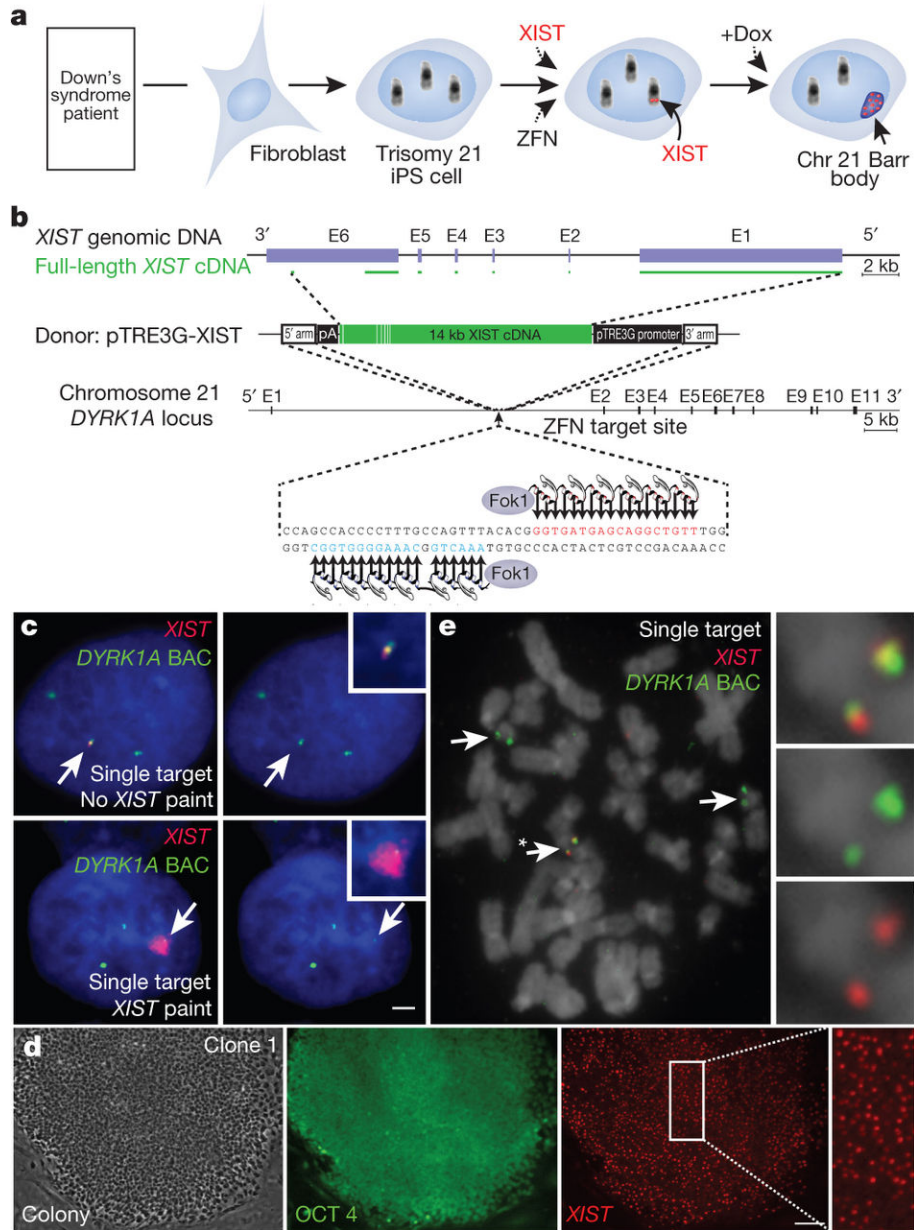 a
Down's
syndrome
patient
Fibroblast
Trisomy 21
iPS cell
XIST
ZFN
XIST
+Dox
Chr 21 Barr
body
b
XIST genomic DNA
3′ E6 E5 E4 E3 E2 E1 5′
Full-length XIST cDNA
2 kb
Donor: pTRE3G-XIST
5′ arm pA 14 kb XIST cDNA pTRE3G promoter 3′ arm
Chromosome 21
DYRK1A locus
5′ E1 E2 E3 E4 E5 E6 E7 E8 E9 E10 E11 3′
ZFN target site
5 kb
Fok1
CCAGCCACCCCTTTGCCAGTTTACACGGGTGATGAGCAGGCTGTTTGG
GGTCGGTGGGGAAACGGTCAAATGTGCCCACTACTCGTCCGACAAACC
Fok1
c
XIST
DYRK1A BAC
Single target
No XIST paint
XIST
DYRK1A BAC
Single target
XIST paint
e
Single target
XIST
DYRK1A BAC
*
d
Clone 1
Colony
OCT 4
XIST